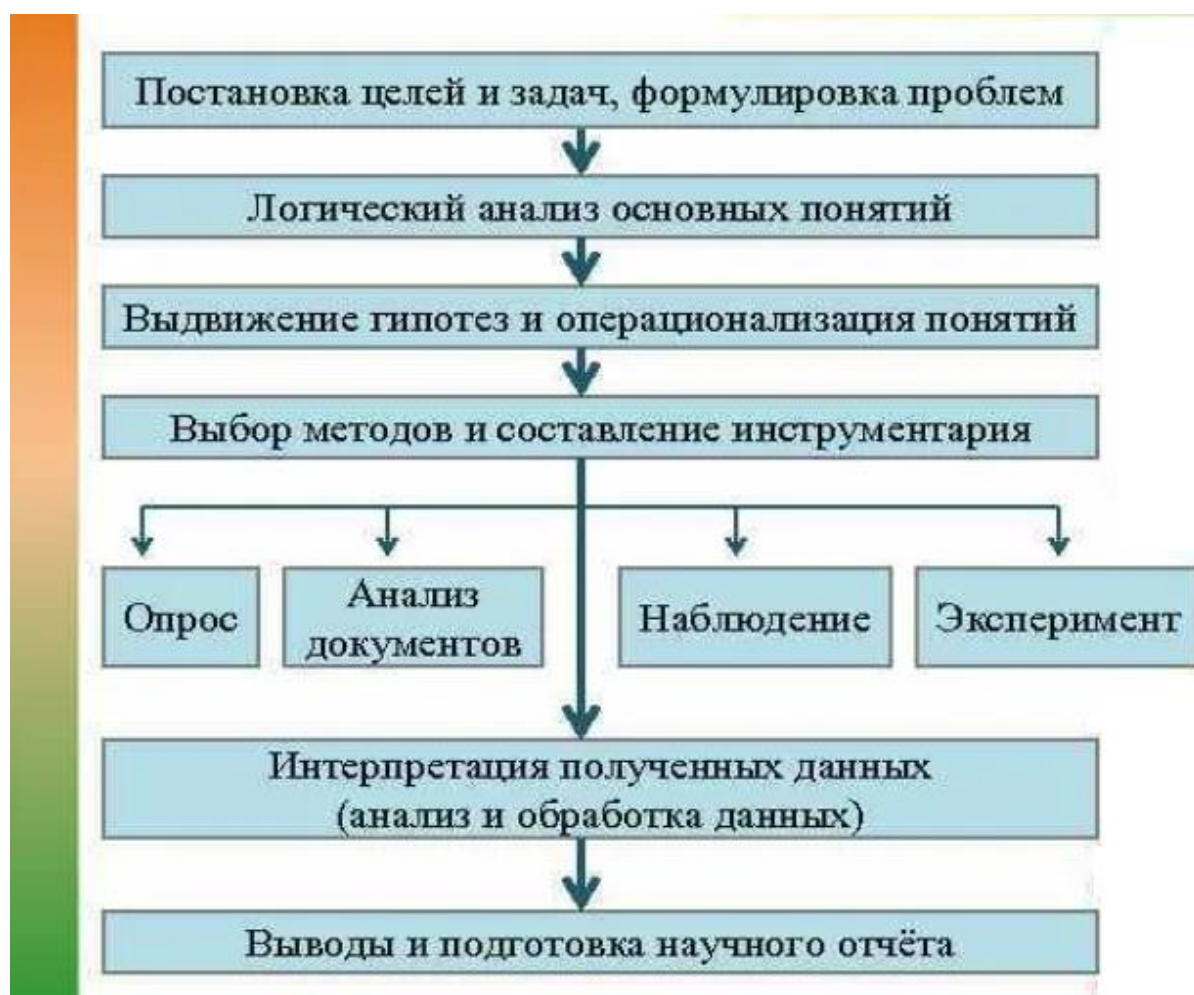 Постановка целей и задач, формулировка проблем
Логический анализ основных понятий
Выдвижение гипотез и операционализация понятий
Выбор методов и составление инструментария
Опрос
Анализ
документов
Наблюдение
Эксперимент
Интерпретация полученных данных
(анализ и обработка данных)
Выводы и подготовка научного отчёта